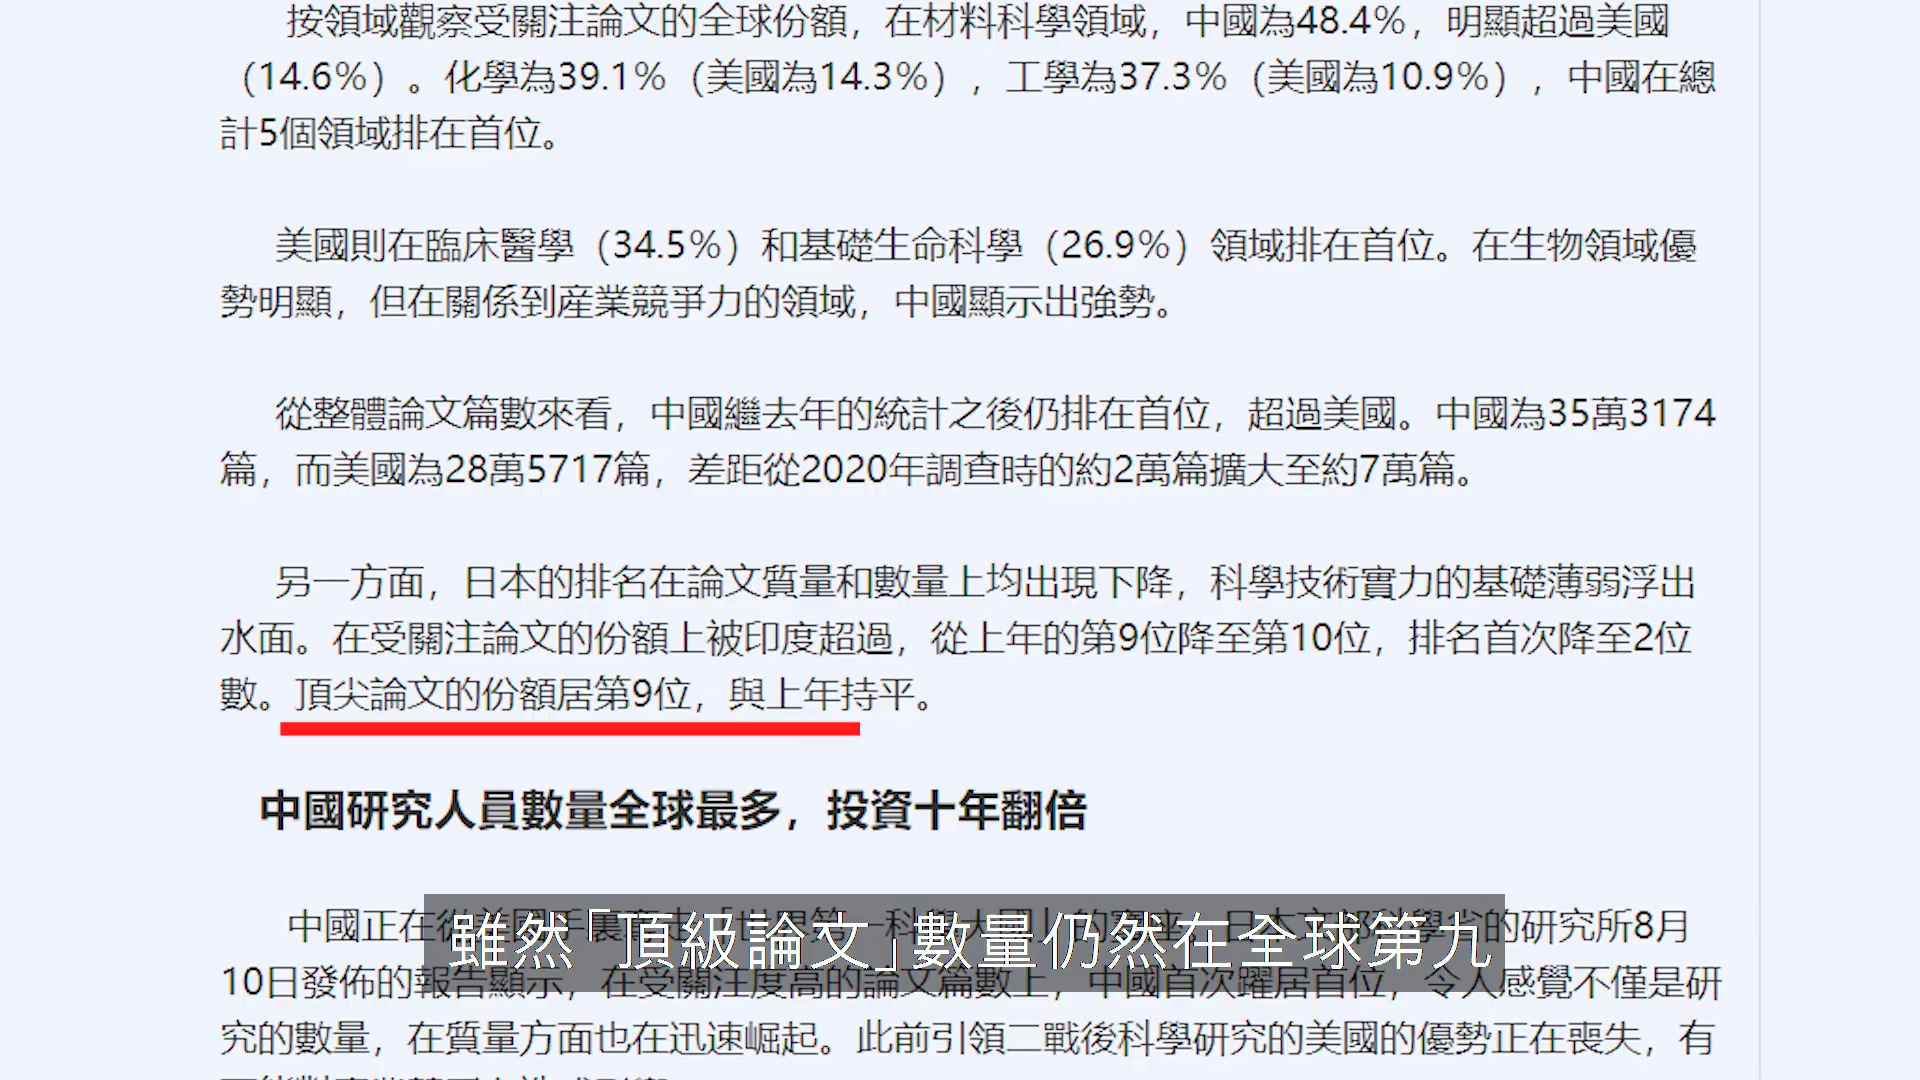 按領域觀察受關注論文的全球份額，在材料科學領域，中國為48.4%，明顯超過美國
（14.6%）。化學為39.1%（美國為14.3%），工學為37.3%（美國為10.9%），中國在總
計5個領域排在首位。
美國則在臨床醫學（34.5%）和基礎生命科學（26.9%）領域排在首位。在生物領域優
勢明顯，但在關係到産業競爭力的領域，中國顯示出強勢。
從整體論文篇數來看，中國繼去年的統計之後仍排在首位，超過美國。中國為35萬3174
篇，而美國為28萬5717篇，差距從2020年調查時的約2萬篇擴大至約7萬篇。
另一方面，日本的排名在論文質量和數量上均出現下降，科學技術實力的基礎薄弱浮出
水面。在受關注論文的份額上被印度超過，從上年的第9位降至第10位，排名首次降至2位
數。頂尖論文的份額居第9位，與上年持平。
中國研究人員數量全球最多，投資十年翻倍
中國正在從美國手裏 的研究所8月
雖然「頂級論文」數量仍然在全球第九
10日發佈的報告顯示，在受關注度高的論文篇數上，中國首次躍居首位，令人感覺不僅是研
究的數量，在質量方面也在迅速崛起。此前引領二戰後科學研究的美國的優勢正在喪失，有